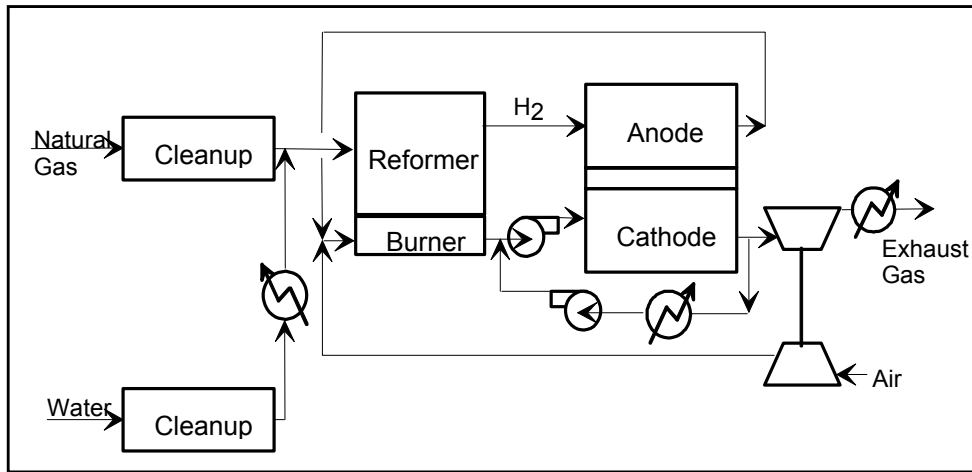 H2
Natural
Gas
Cleanup
Reformer
Anode
Burner
Cathode
Exhaust
Gas
Air
Water
Cleanup